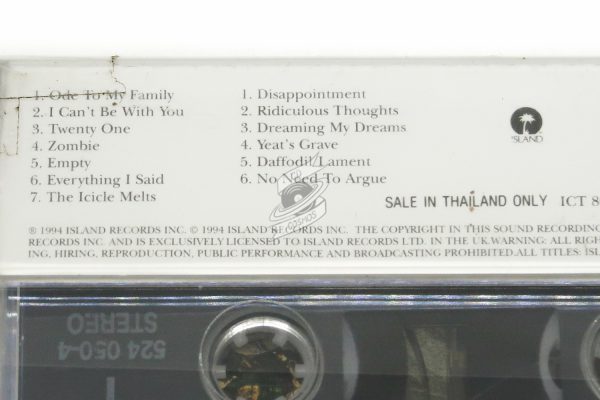 1. Ode To My Family
2. I Can't Be With You
3. Twenty One
4. Zombie
5. Empty
6. Everything I Said
7. The Icicle Melts
1. Disappointment
2. Ridiculous Thoughts
3. Dreaming My Dreams
4. Yeat's Grave
5. Daffodil Lament
6. No Need To Argue
ISLAND
COSMOS
SALE IN THAILAND ONLY ICT 8
℗ 1994 ISLAND RECORDS INC. © 1994 ISLAND RECORDS INC. THE COPYRIGHT IN THIS SOUND RECORDING
RECORDS INC. AND IS EXCLUSIVELY LICENSED TO ISLAND RECORDS LTD. IN THE UK.WARNING: ALL RIGH
ING, HIRING, REPRODUCTION, PUBLIC PERFORMANCE AND BROADCASTING PROHIBITED.ALL TITLES: ISL
524 050-4
STEREO